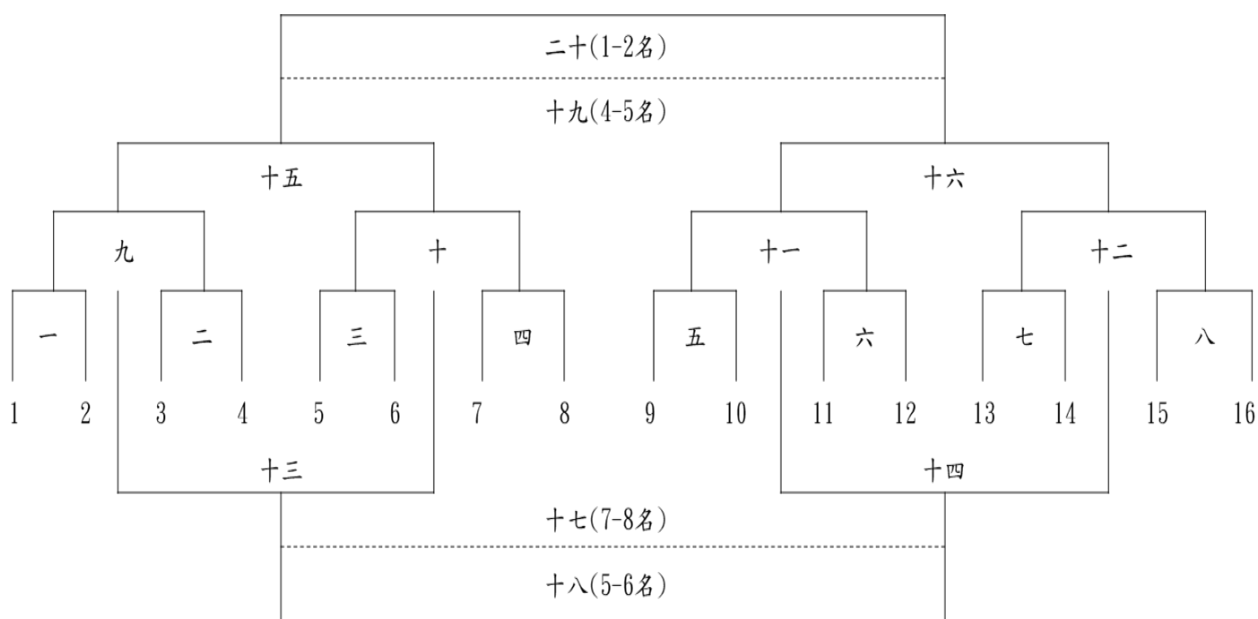 二十(1-2名)
十九(4-5名)
十五 十六
九 十 十一 十二
一 二 三 四 五 六 七 八
1 2 3 4 5 6 7 8 9 10 11 12 13 14 15 16
十三 十四
十七(7-8名)
十八(5-6名)